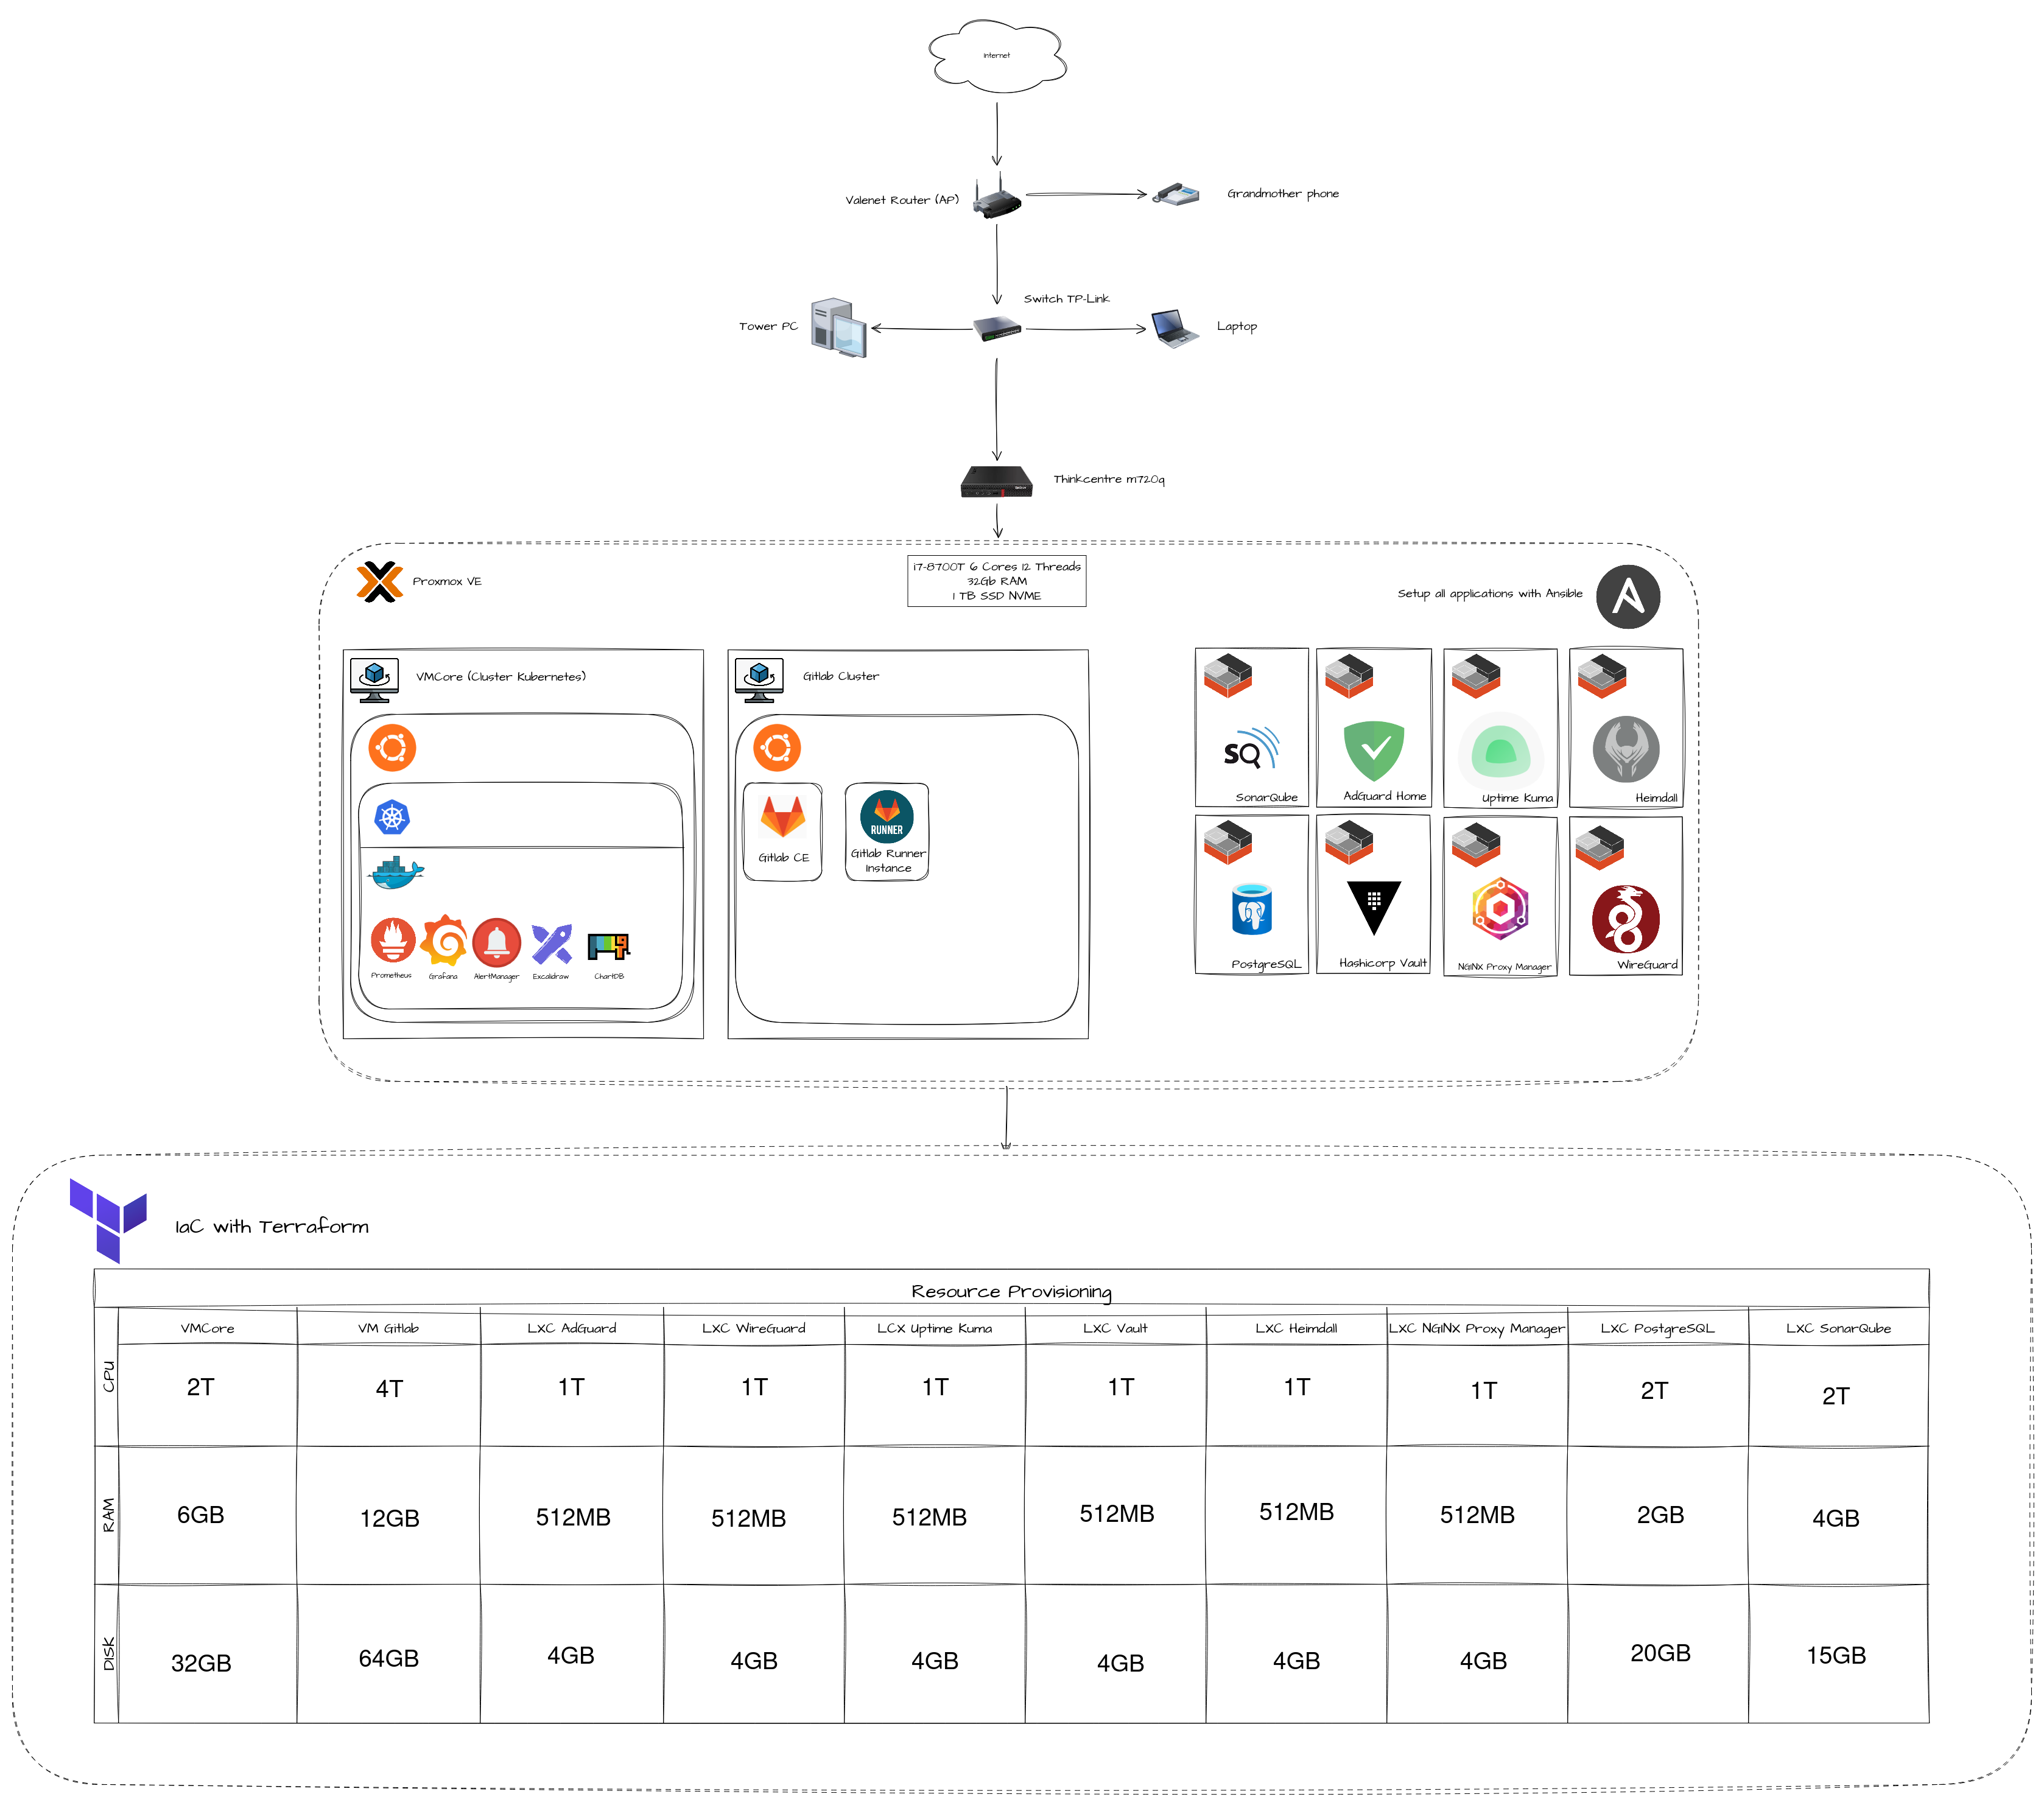 Internet
Valenet Router (AP)
Grandmother phone
Switch TP-Link
Tower PC
Laptop
Thinkcentre m720q
Proxmox VE
i7-8700T 6 Cores 12 Threads
32Gb RAM
1 TB SSD NVME
Setup all applications with Ansible
VMCore (Cluster Kubernetes)
Gitlab Cluster
SQ
SonarQube
AdGuard Home
Uptime Kuma
Heimdall
Gitlab CE
RUNNER
Gitlab Runner
Instance
Prometheus
Grafana
AlertManager
Excalidraw
ChartDB
PostgreSQL
Hashicorp Vault
NGINX Proxy Manager
WireGuard
IaC with Terraform
Resource Provisioning
VMCore
VM Gitlab
LXC AdGuard
LXC WireGuard
LCX Uptime Kuma
LXC Vault
LXC Heimdall
LXC NGINX Proxy Manager
LXC PostgreSQL
LXC SonarQube
CPU
2T
4T
1T
1T
1T
1T
1T
1T
2T
2T
RAM
6GB
12GB
512MB
512MB
512MB
512MB
512MB
512MB
2GB
4GB
DISK
32GB
64GB
4GB
4GB
4GB
4GB
4GB
4GB
20GB
15GB